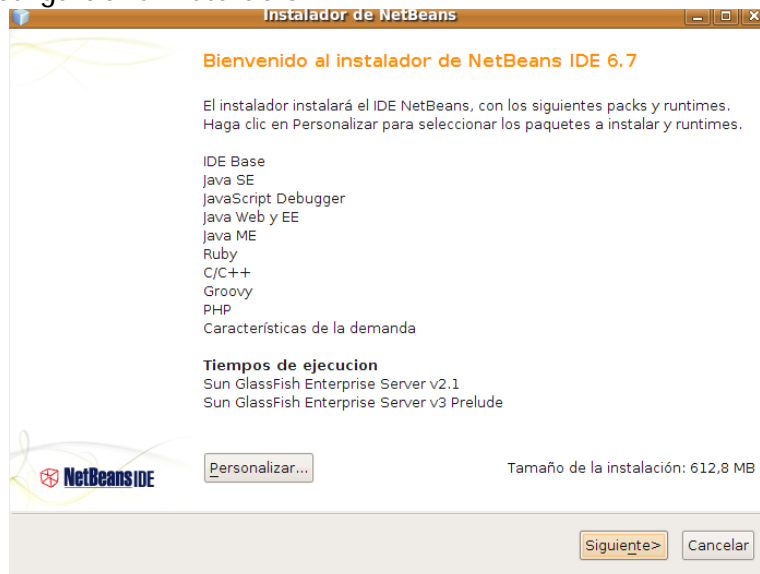 Instalador de NetBeans
Bienvenido al instalador de NetBeans IDE 6.7
El instalador instalará el IDE NetBeans, con los siguientes packs y runtimes.
Haga clic en Personalizar para seleccionar los paquetes a instalar y runtimes.
IDE Base
Java SE
JavaScript Debugger
Java Web y EE
Java ME
Ruby
C/C++
Groovy
PHP
Características de la demanda
Tiempos de ejecucion
Sun GlassFish Enterprise Server v2.1
Sun GlassFish Enterprise Server v3 Prelude
NetBeans IDE
Personalizar...
Tamaño de la instalación: 612,8 MB
Siguiente>
Cancelar